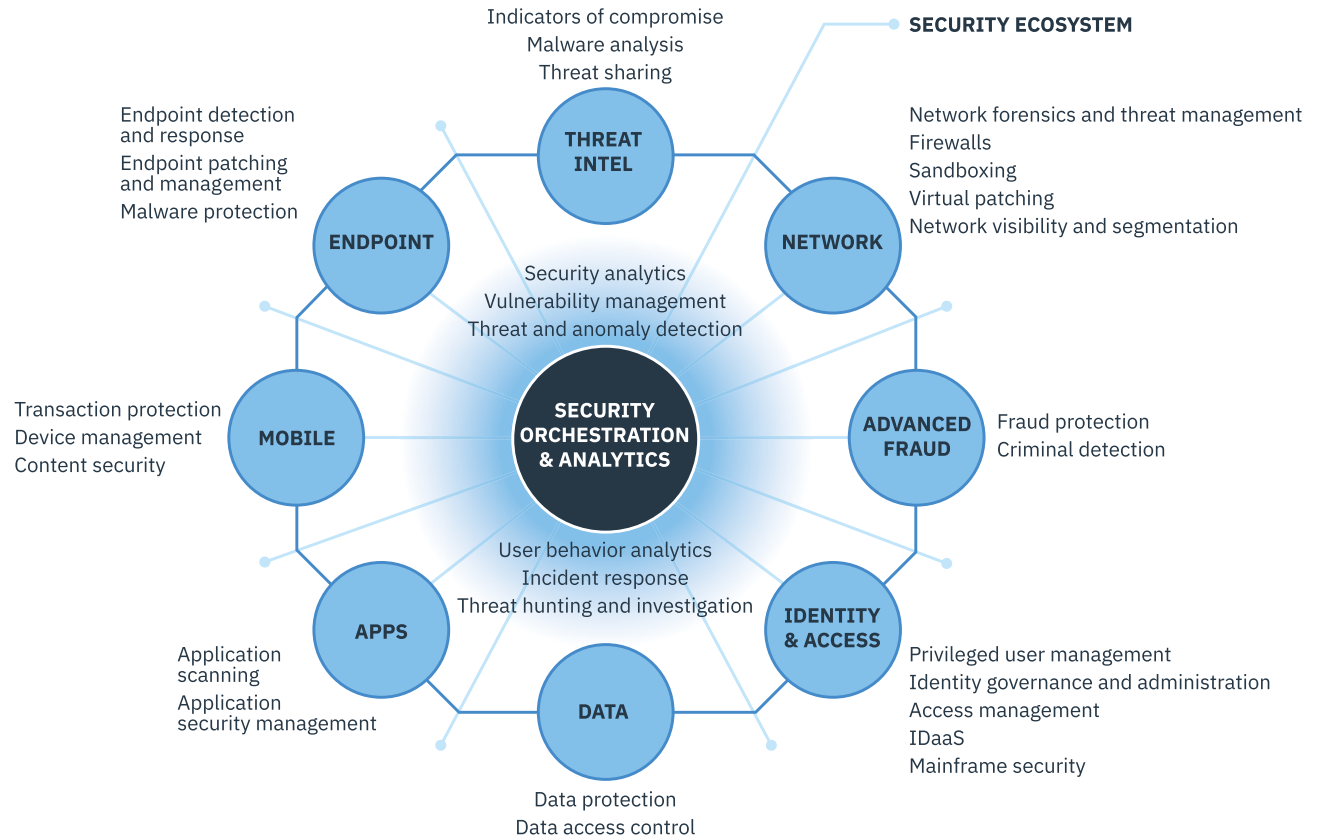 Indicators of compromise
Malware analysis
Threat sharing
SECURITY ECOSYSTEM
THREAT
INTEL
Endpoint detection
and response
Endpoint patching
and management
Malware protection
ENDPOINT
Network forensics and threat management
Firewalls
Sandboxing
Virtual patching
Network visibility and segmentation
NETWORK
Security analytics
Vulnerability management
Threat and anomaly detection
Transaction protection
Device management
Content security
MOBILE
SECURITY
ORCHESTRATION
& ANALYTICS
ADVANCED
FRAUD
Fraud protection
Criminal detection
User behavior analytics
Incident response
Threat hunting and investigation
APPS
Application
scanning
Application
security management
IDENTITY
& ACCESS
Privileged user management
Identity governance and administration
Access management
IDaaS
Mainframe security
DATA
Data protection
Data access control